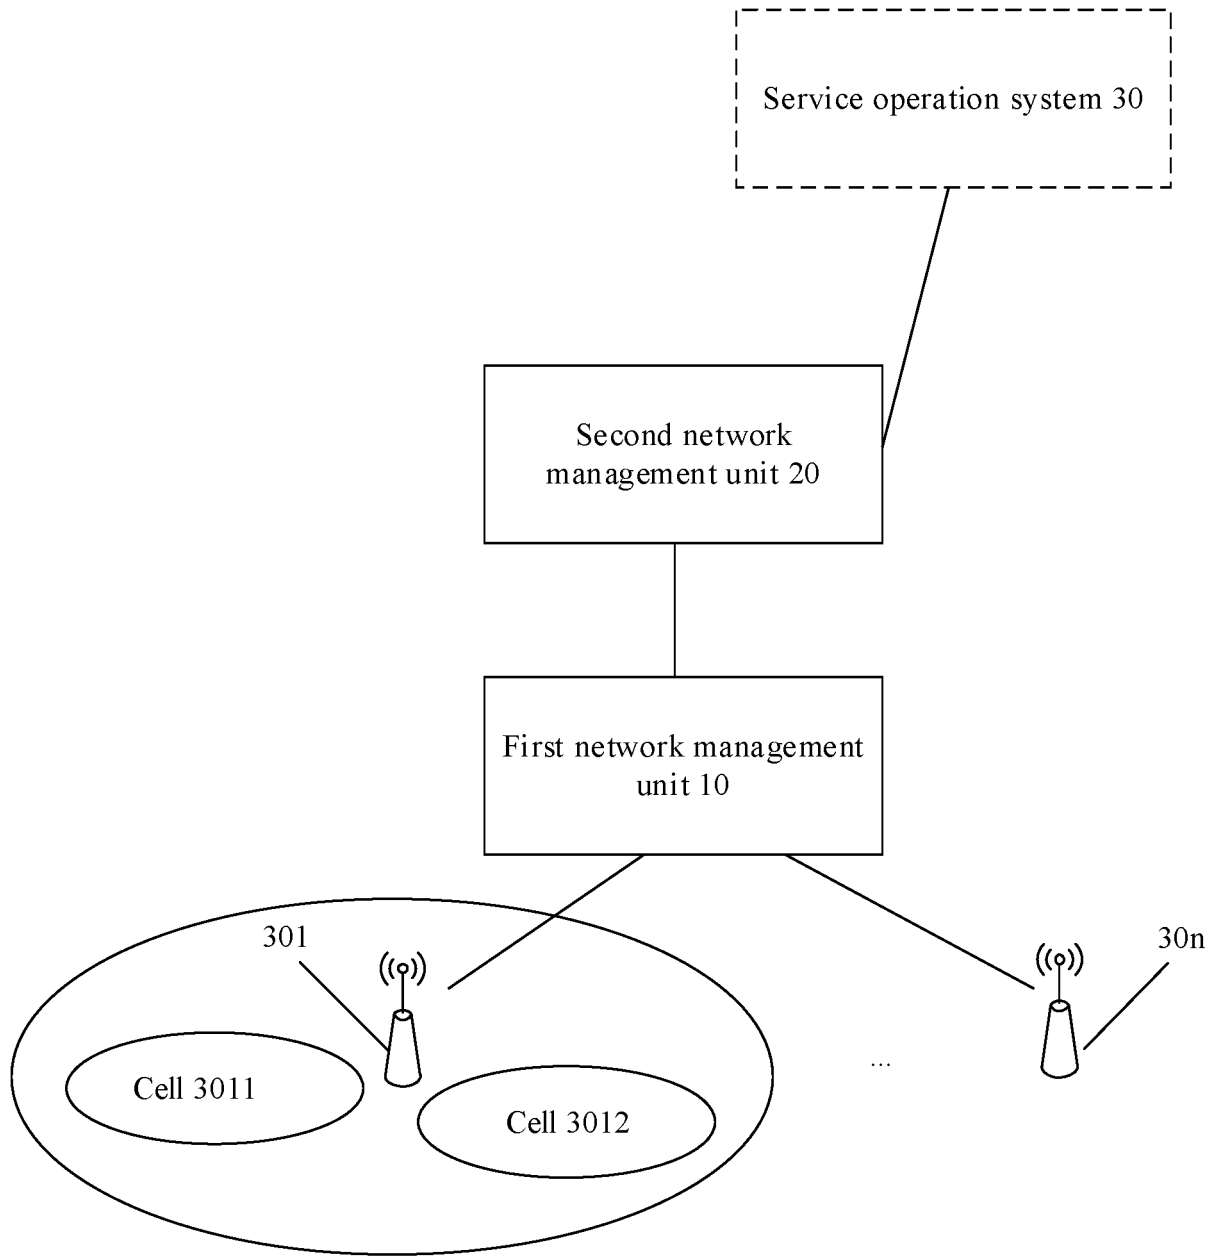 Service operation system 30
Second network
management unit 20
First network management
unit 10
301
30n
Cell 3011
...
Cell 3012